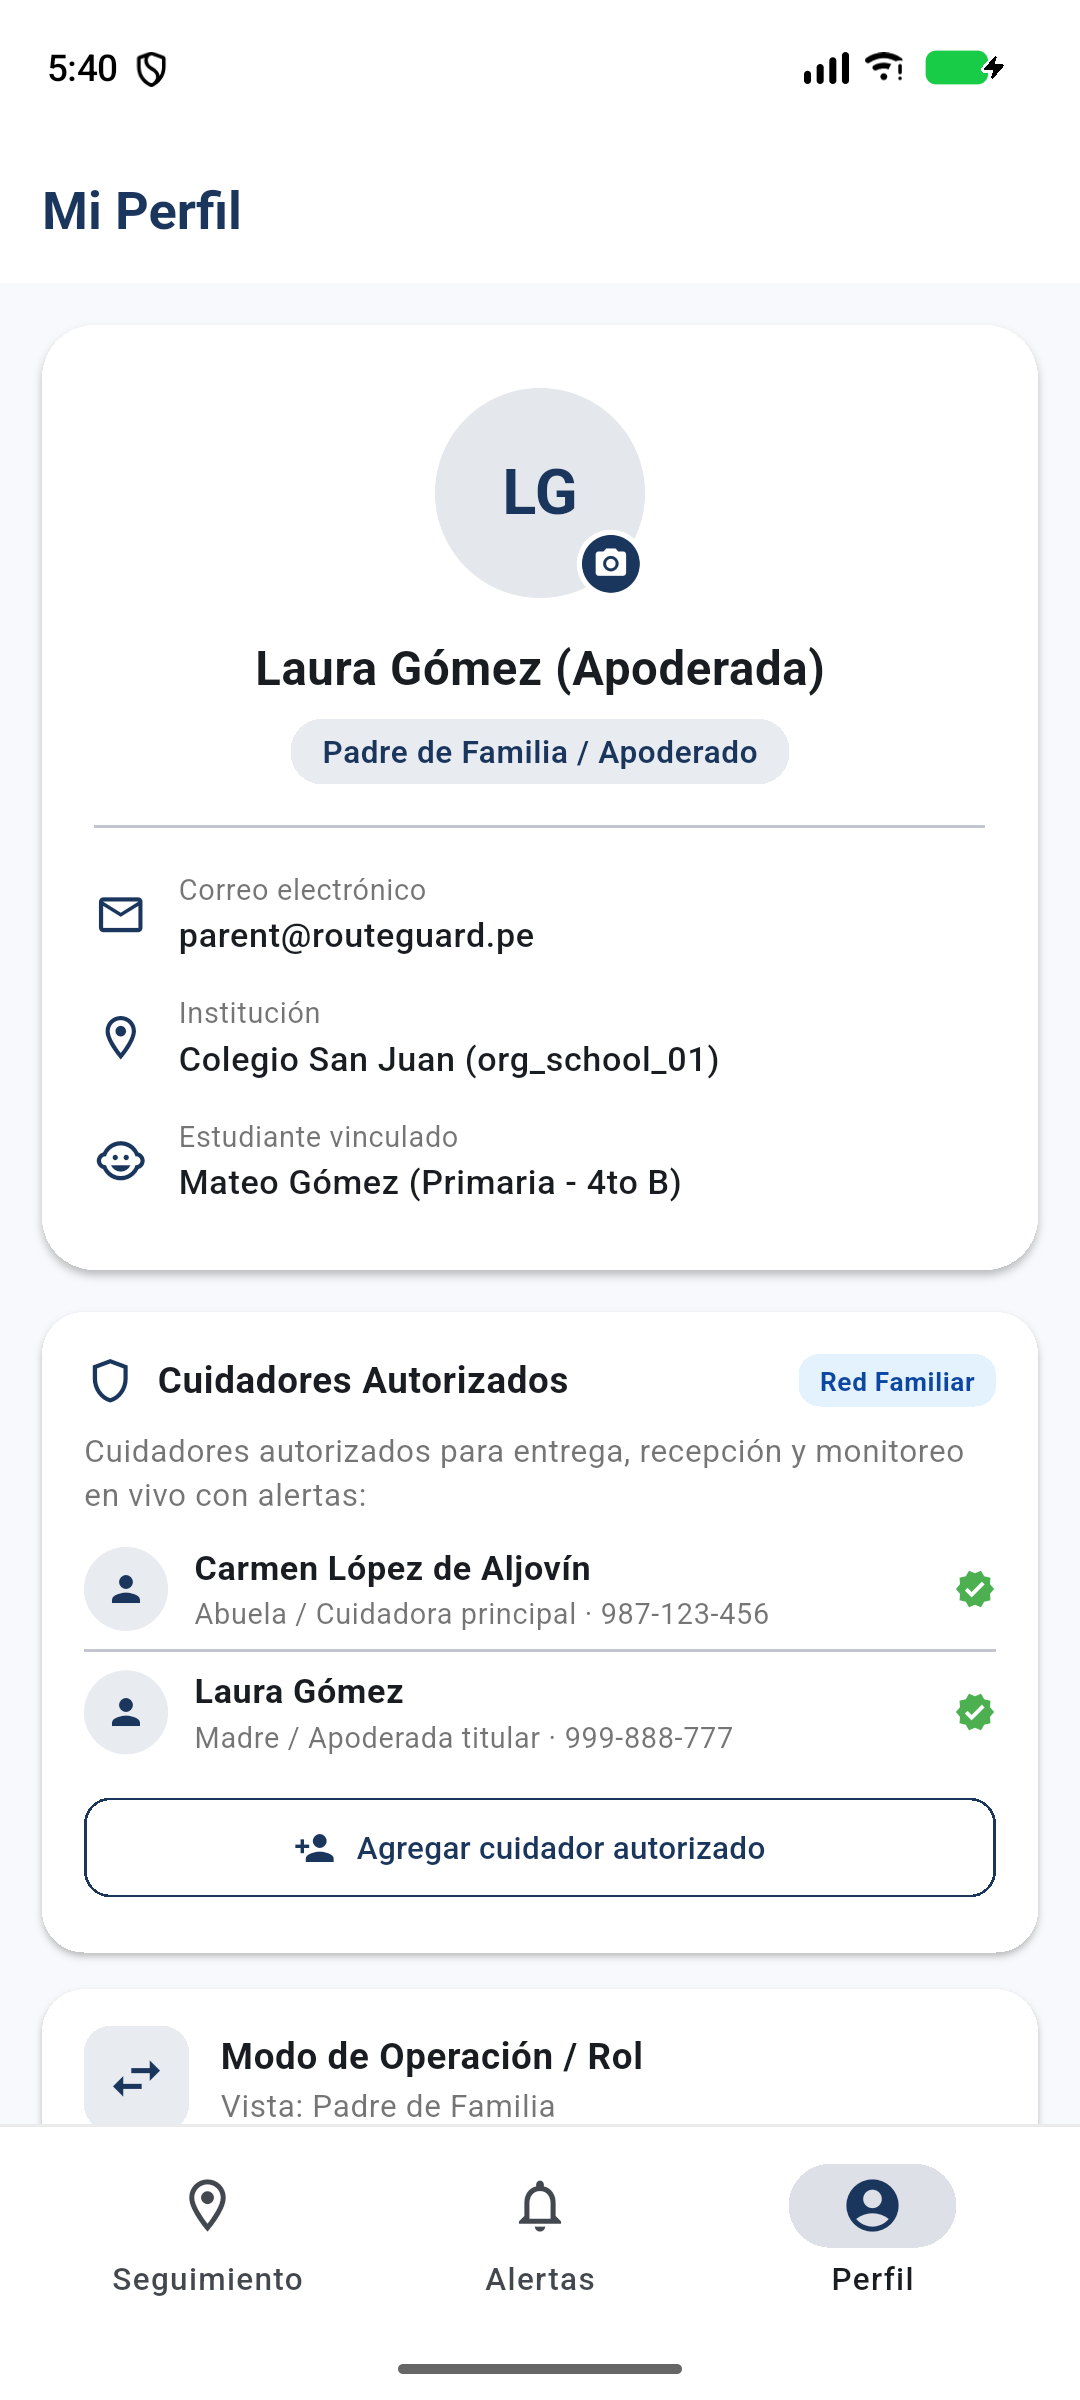 5:40
Mi Perfil
LG
Laura Gómez (Apoderada)
Padre de Familia / Apoderado
Correo electrónico
parent@routeguard.pe
Institución
Colegio San Juan (org_school_01)
Estudiante vinculado
Mateo Gómez (Primaria - 4to B)
Cuidadores Autorizados
Red Familiar
Cuidadores autorizados para entrega, recepción y monitoreo
en vivo con alertas:
Carmen López de Aljovín
Abuela / Cuidadora principal · 987-123-456
Laura Gómez
Madre / Apoderada titular · 999-888-777
Agregar cuidador autorizado
Modo de Operación / Rol
Vista: Padre de Familia
Seguimiento
Alertas
Perfil